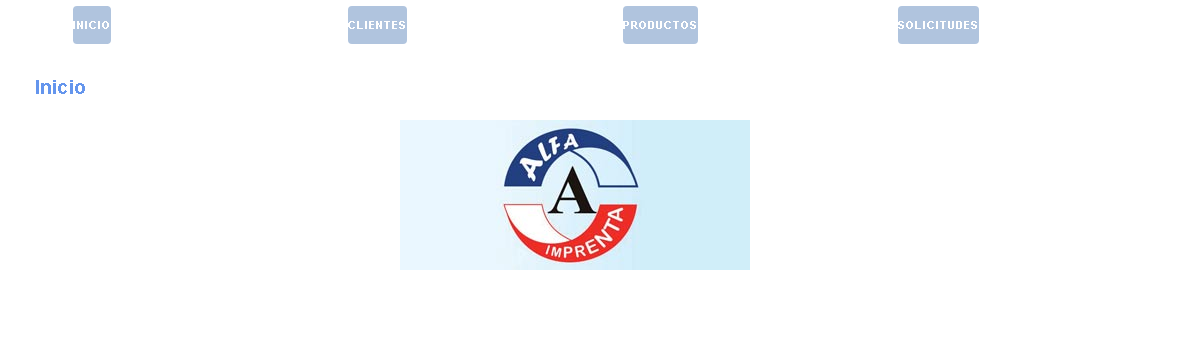 INICIO CLIENTES PRODUCTOS SOLICITUDES
Inicio
ALFA
A
IMPRENTA